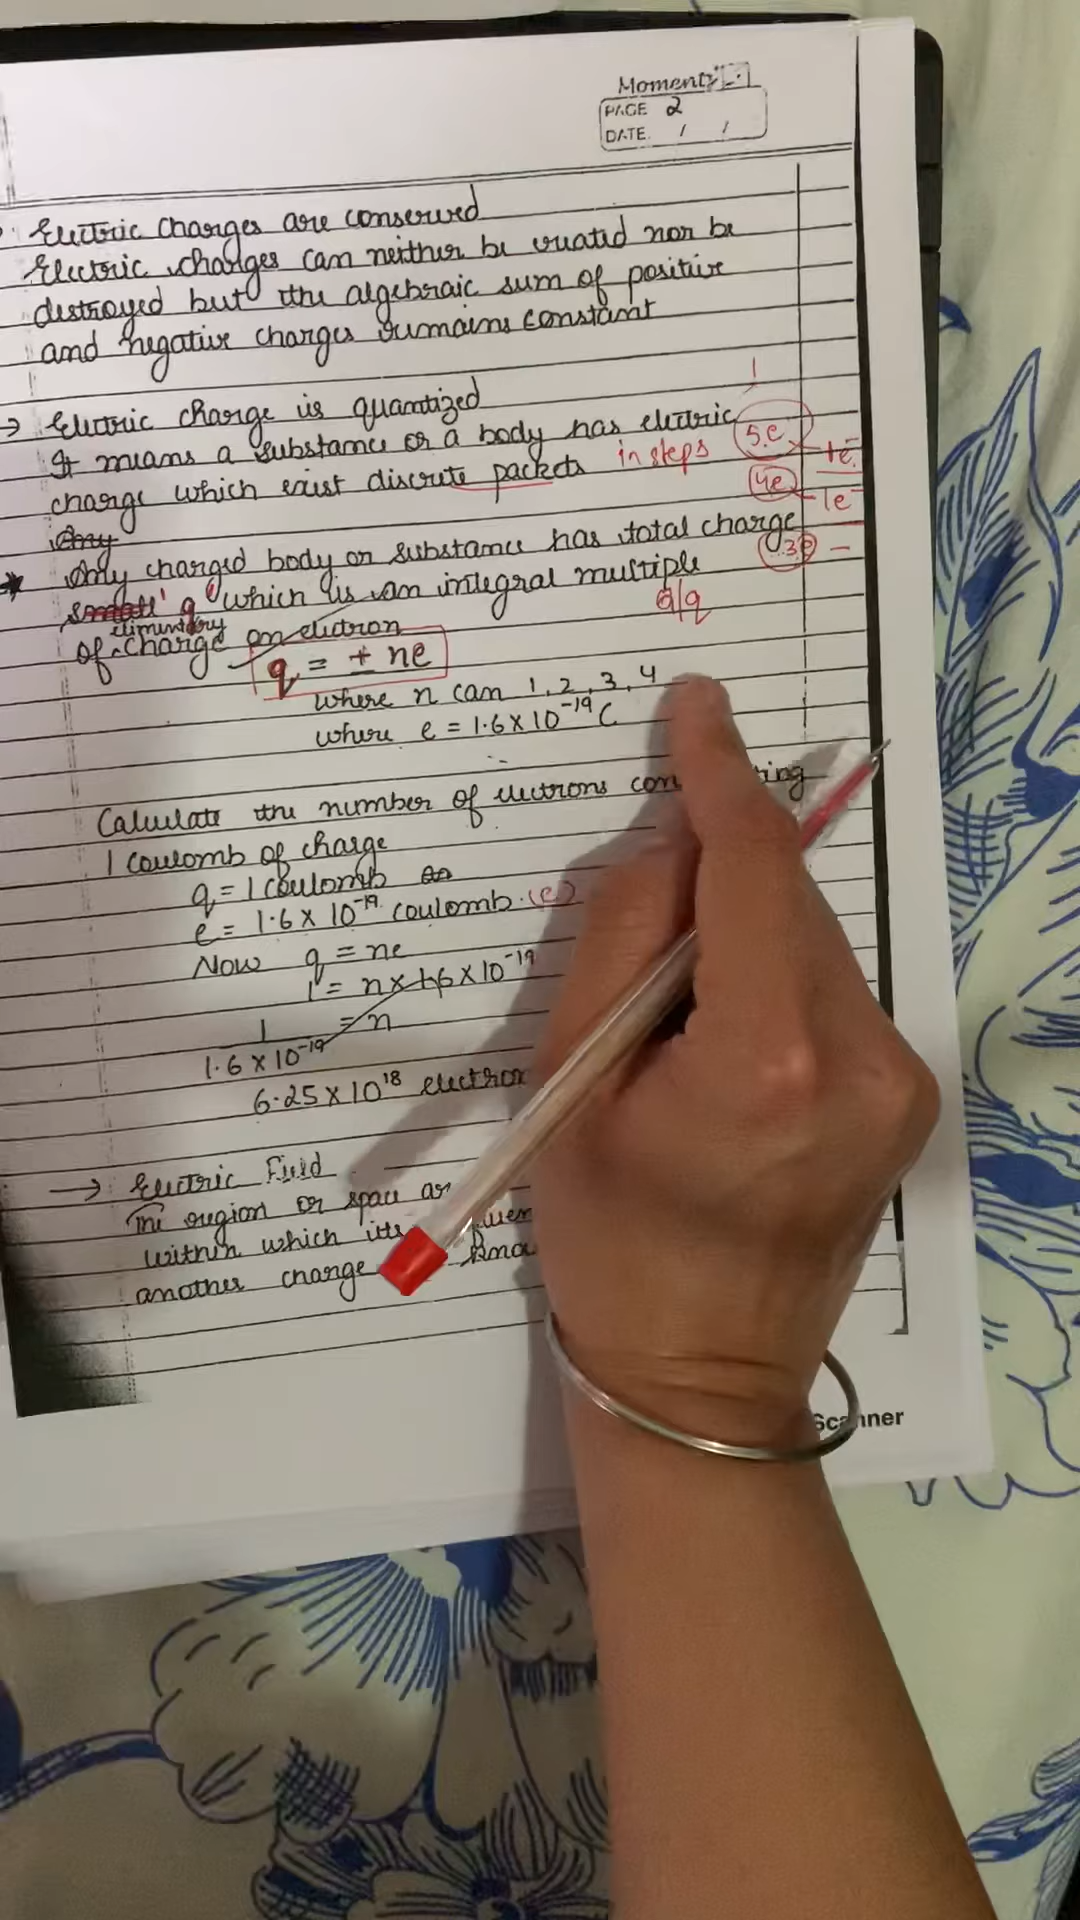 Moment
PAGE 2
DATE / /
Electric Charges are conserved
Electric charges can neither be created nor be
destroyed but the algebraic sum of positive
and negative charges remains constant
→ Electric charge is quantized
It means a substance or a body has electric 5e
charge which exist discrete packets in steps 4e 1e⁻
Any
* Any charged body or substance has total charge 3e –
small 'q' which is an integral multiple
Q/q
of elementary charge on electron
q = ± ne
where n can 1, 2, 3, 4
where e = 1.6 × 10⁻¹⁹ C
Calculate the number of electrons
1 Coulomb of charge
q = 1 coulomb
e = 1.6 × 10⁻¹⁹ coulomb (e)
Now q = ne
1 = n × 1.6 × 10⁻¹⁹
1 / 1.6 × 10⁻¹⁹ = n
6.25 × 10¹⁸ electron
→ Electric Field
The region or space
within which its
another charge
Scanner